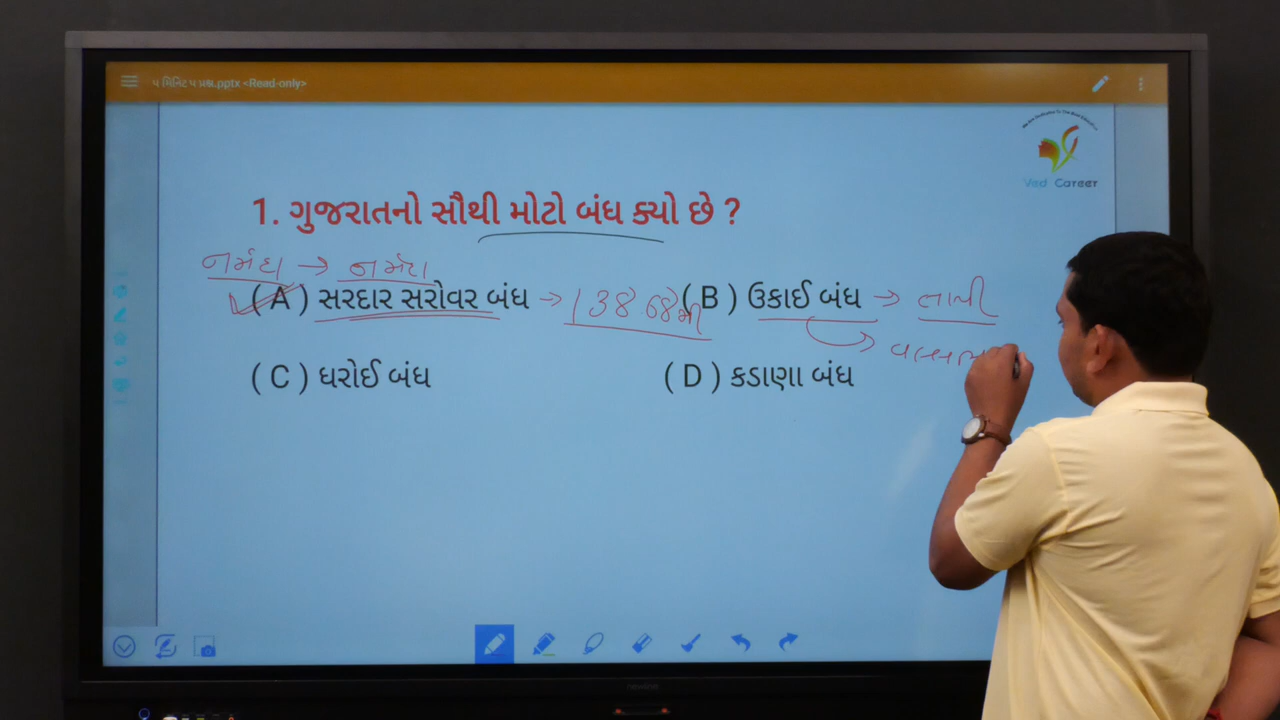 ૫ મિનિટ ૫ પ્રશ્ન.pptx <Read-only>
Ved Career
1. ગુજરાતનો સૌથી મોટો બંધ ક્યો છે ?
નર્મદા → નર્મદા
( A ) સરદાર સરોવર બંધ → 138 68મી
( B ) ઉકાઈ બંધ → તાપી
→
( C ) ધરોઈ બંધ
( D ) કડાણા બંધ